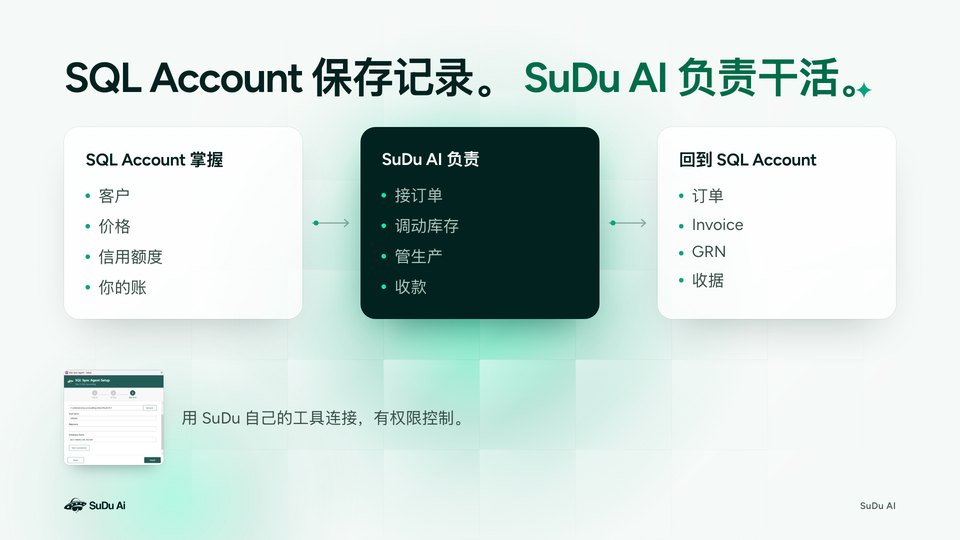 SQL Account 保存记录。 SuDu AI 负责干活。
SQL Account 掌握
客户
价格
信用额度
你的账
SuDu AI 负责
接订单
调动库存
管生产
收款
回到 SQL Account
订单
Invoice
GRN
收据
SQL Sync Agent Setup
用 SuDu 自己的工具连接，有权限控制。
SuDu Ai
SuDu AI